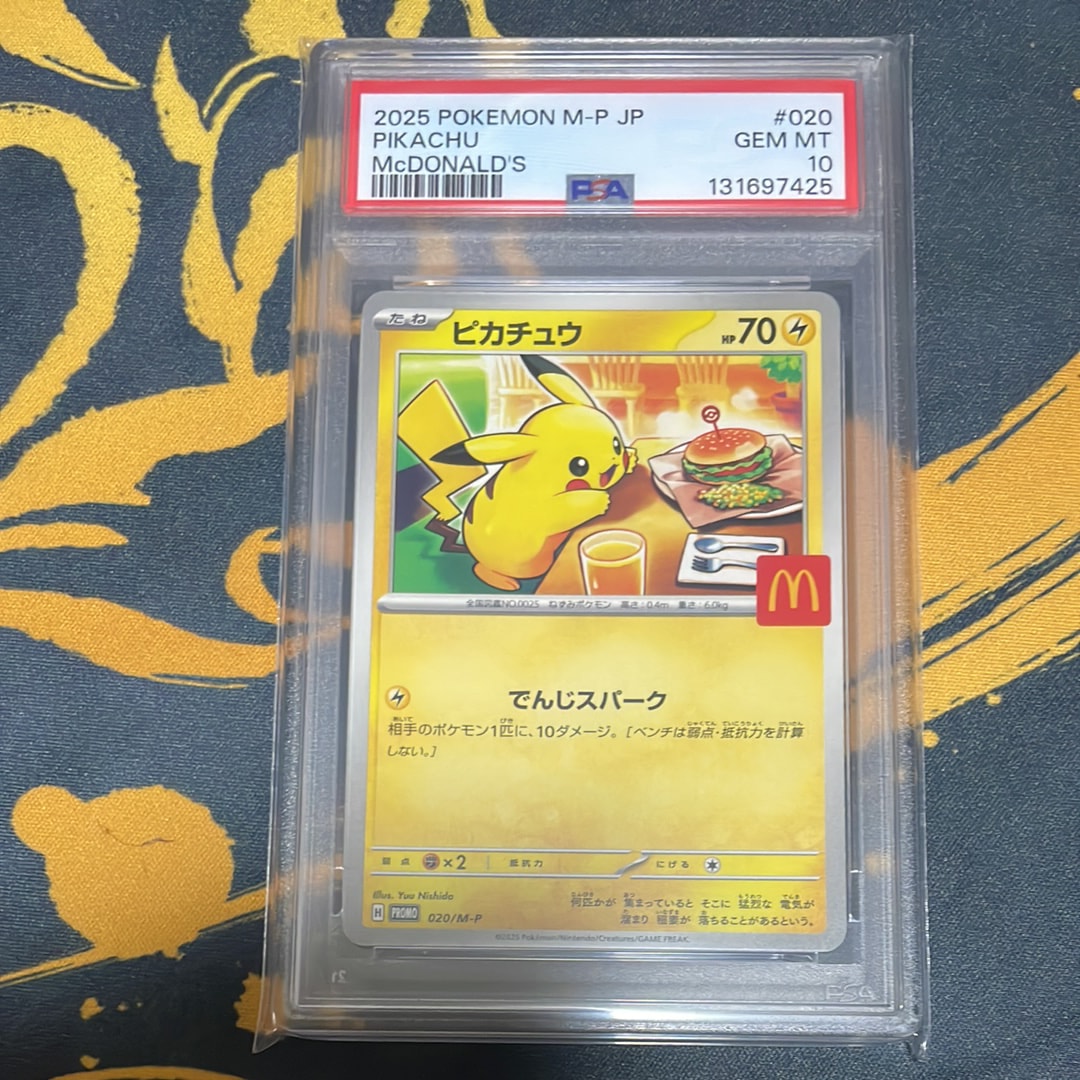 2025 POKEMON M-P JP #020
PIKACHU GEM MT
McDONALD'S 10
PSA 131697425
たね ピカチュウ HP70
全国図鑑NO.0025 ねずみポケモン 高さ:0.4m 重さ:6.0kg
M
でんじスパーク
相手のポケモン1匹に、10ダメージ。[ベンチは弱点・抵抗力を計算
しない。]
弱点 ×2 抵抗力 にげる
Illus. Yuu Nishida
何匹かが 集まっていると そこに 猛烈な 電気が
溜まり 稲妻が 落ちることがあるという。
H PROMO 020/M-P
©2025 Pokémon/Nintendo/Creatures/GAME FREAK.
PSA